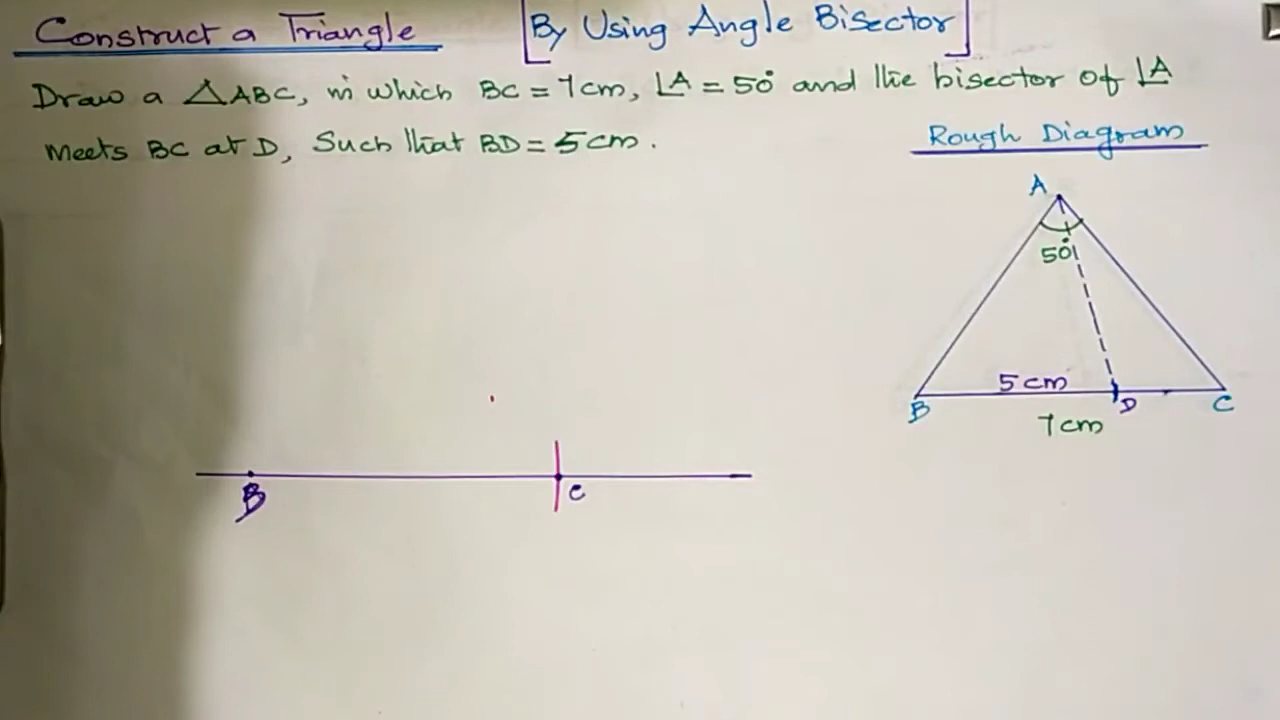 Construct a Triangle [By Using Angle Bisector]
Draw a △ABC, in which BC = 7cm, ∠A = 50° and the bisector of ∠A
meets BC at D, Such that BD = 5cm.
Rough Diagram
A
50°
5cm
B D C
7cm
B C